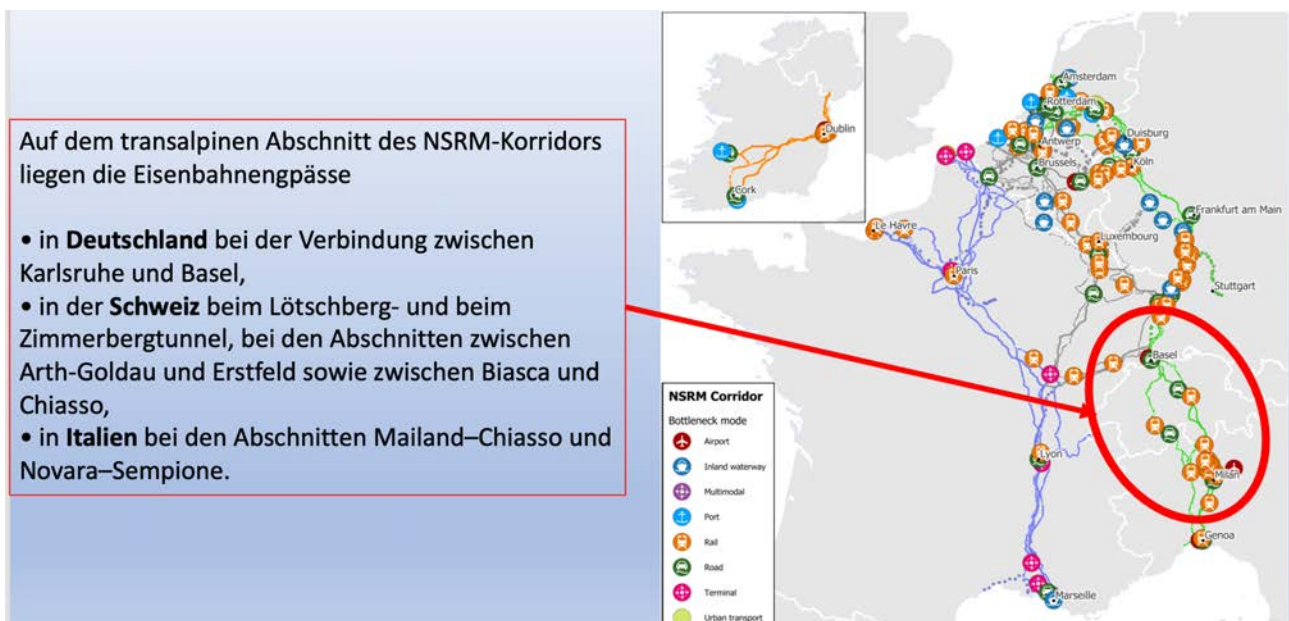 Auf dem transalpinen Abschnitt des NSRM-Korridors
liegen die Eisenbahnengpässe
• in Deutschland bei der Verbindung zwischen
Karlsruhe und Basel,
• in der Schweiz beim Lötschberg- und beim
Zimmerbergtunnel, bei den Abschnitten zwischen
Arth-Goldau und Erstfeld sowie zwischen Biasca und
Chiasso,
• in Italien bei den Abschnitten Mailand–Chiasso und
Novara–Sempione.
Dublin
Cork
Amsterdam
Rotterdam
Duisburg
Antwerp
Brussels
Köln
Frankfurt am Main
Le Havre
Luxembourg
Paris
Stuttgart
Basel
Lyon
Milan
Genoa
Marseille
NSRM Corridor
Bottleneck mode
Airport
Inland waterway
Multimodal
Port
Rail
Road
Terminal
Urban transport